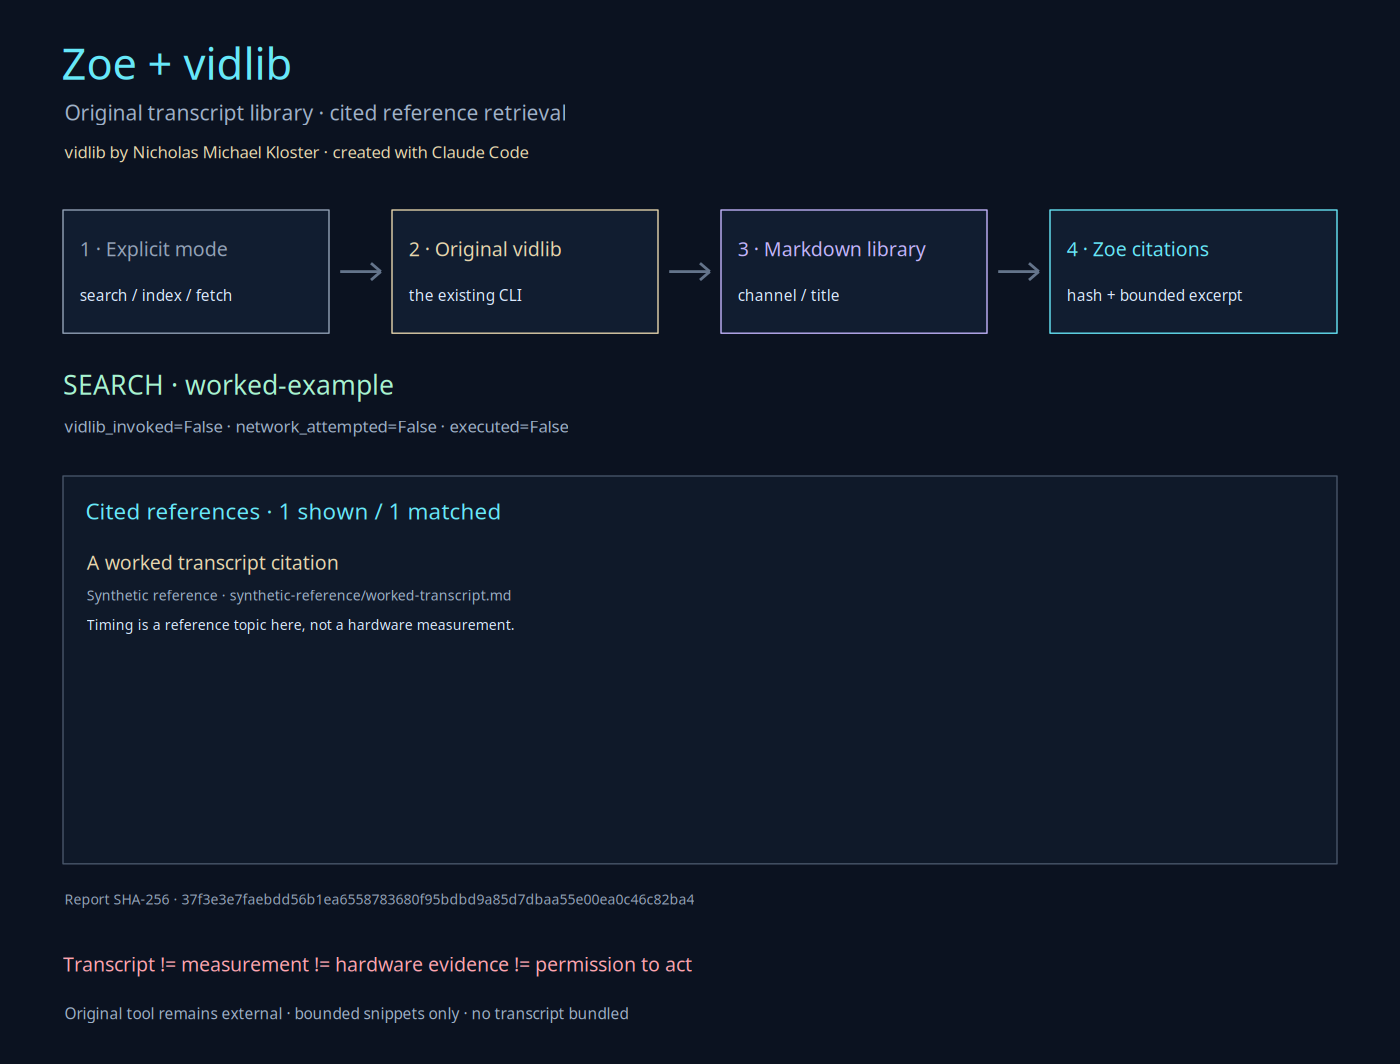 Zoe + vidlib
Original transcript library · cited reference retrieval
vidlib by Nicholas Michael Kloster · created with Claude Code
1 · Explicit mode
search / index / fetch
2 · Original vidlib
the existing CLI
3 · Markdown library
channel / title
4 · Zoe citations
hash + bounded excerpt
SEARCH · worked-example
vidlib_invoked=False · network_attempted=False · executed=False
Cited references · 1 shown / 1 matched
A worked transcript citation
Synthetic reference · synthetic-reference/worked-transcript.md
Timing is a reference topic here, not a hardware measurement.
Report SHA-256 · 37f3e3e7faebdd56b1ea6558783680f95bdbd9a85d7dbaa55e00ea0c46c82ba4
Transcript != measurement != hardware evidence != permission to act
Original tool remains external · bounded snippets only · no transcript bundled